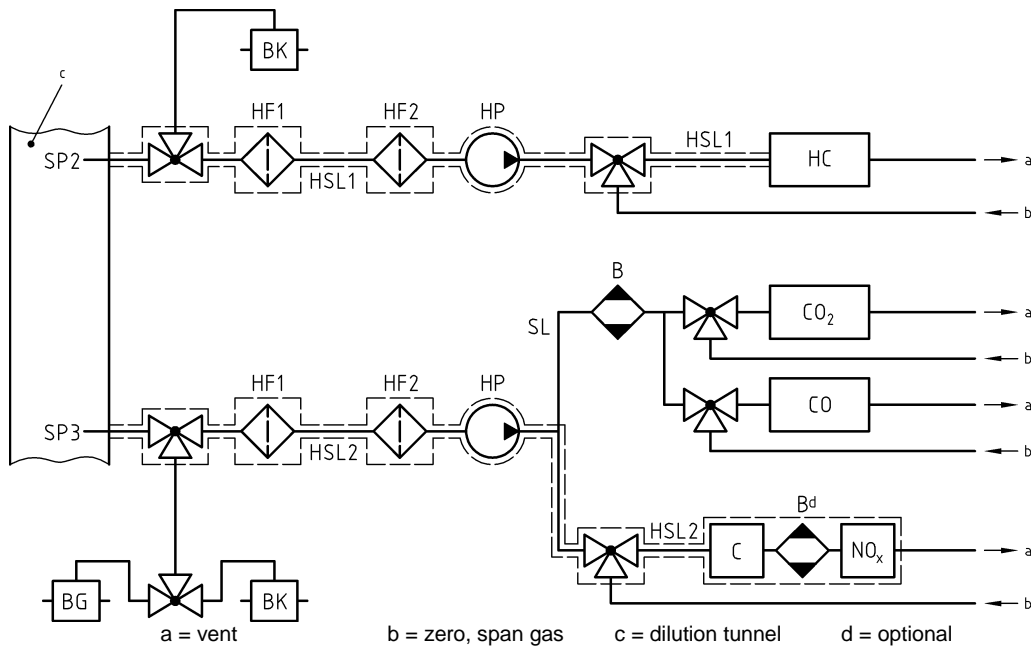 BK
c
HF1
HF2
HP
SP2
HSL1
HSL1
HC
a
b
B
SL
CO₂
a
b
HF1
HF2
HP
CO
a
SP3
HSL2
b
Bᵈ
HSL2
C
NOₓ
a
BG
BK
b
a = vent
b = zero, span gas
c = dilution tunnel
d = optional